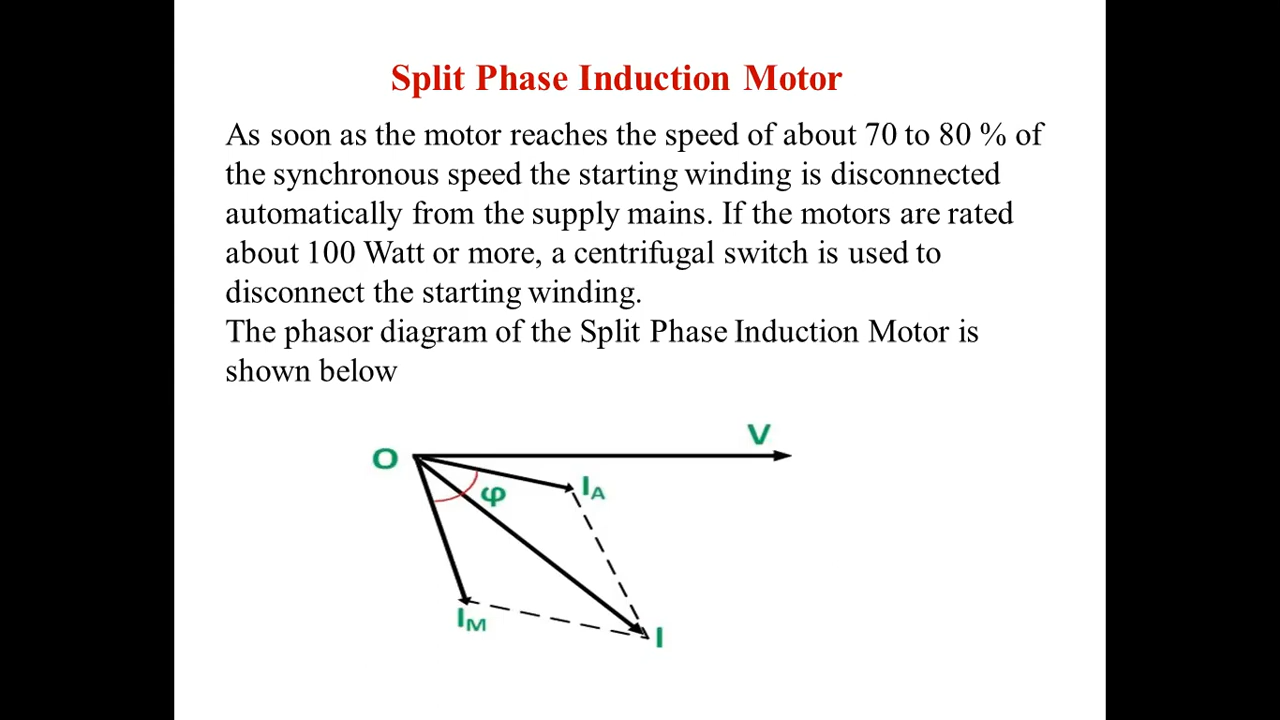 Split Phase Induction Motor
As soon as the motor reaches the speed of about 70 to 80 % of
the synchronous speed the starting winding is disconnected
automatically from the supply mains. If the motors are rated
about 100 Watt or more, a centrifugal switch is used to
disconnect the starting winding.
The phasor diagram of the Split Phase Induction Motor is
shown below
V
O
IA
φ
IM
I